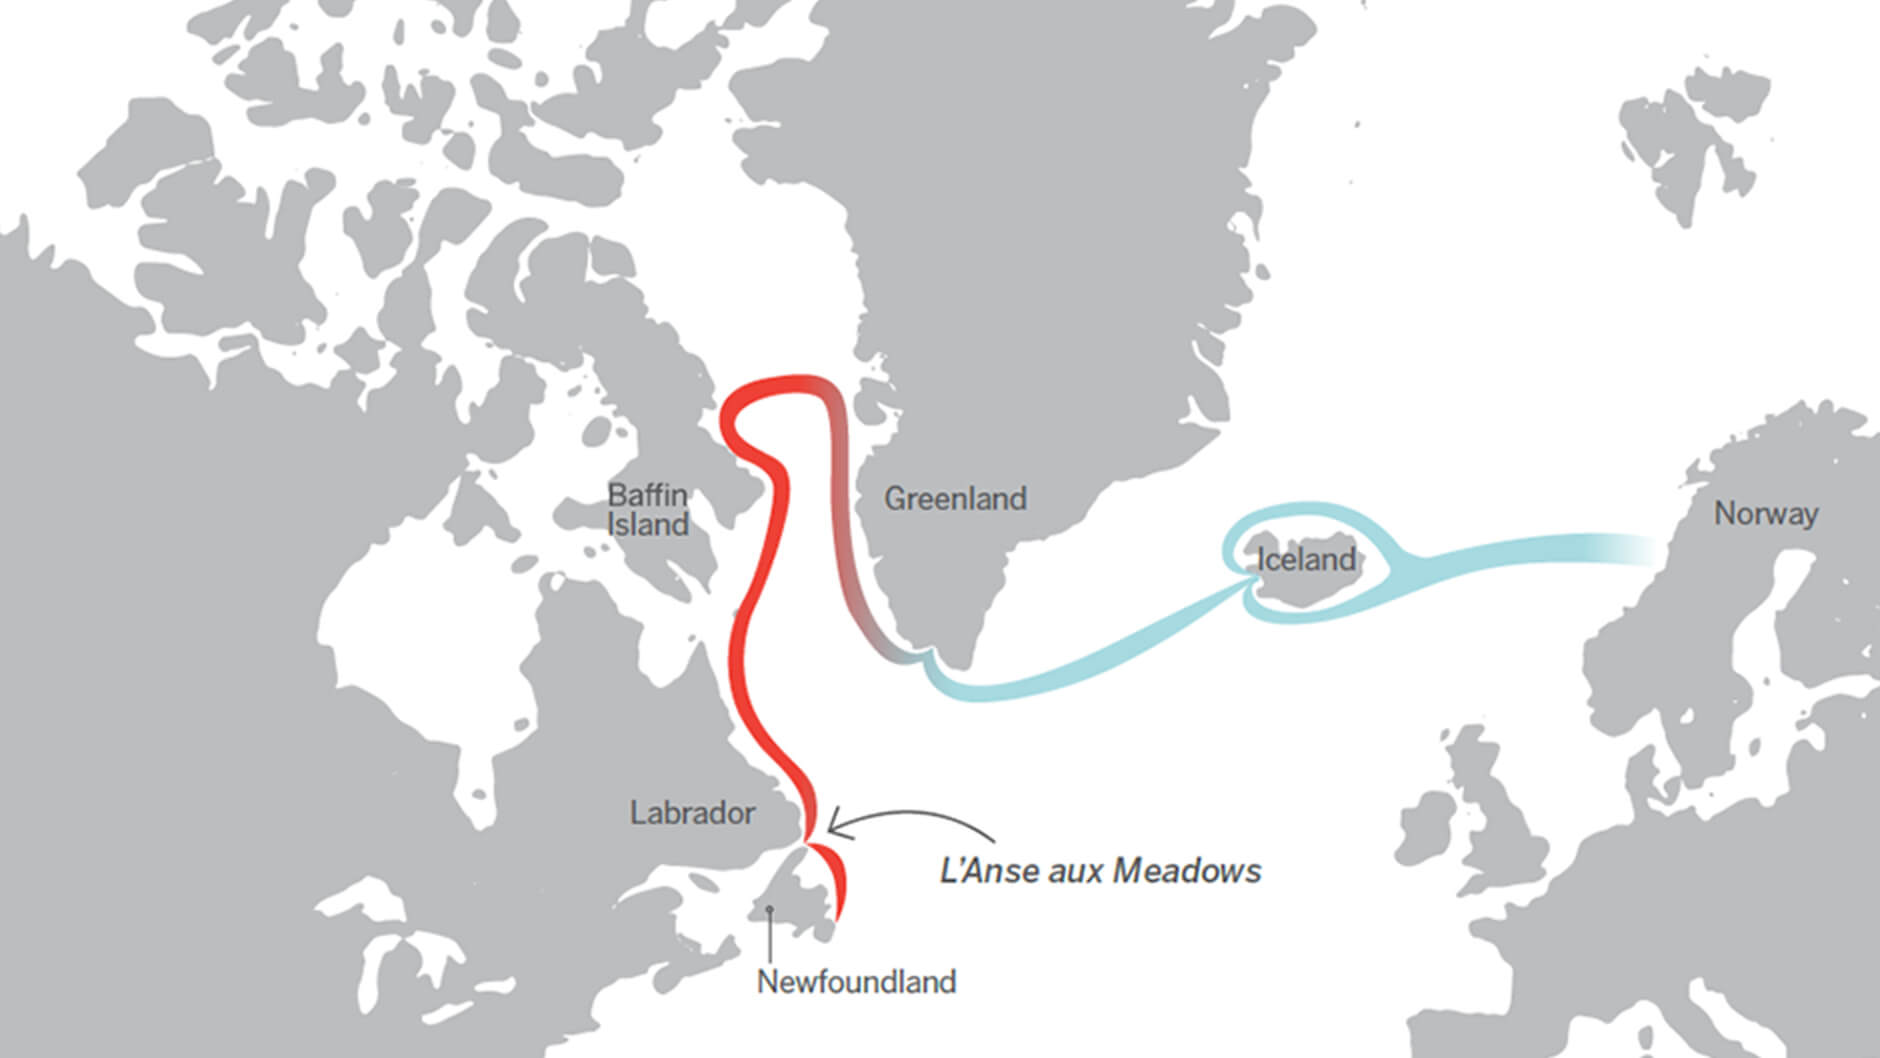 Baffin
Island
Greenland
Iceland
Norway
Labrador
L'Anse aux Meadows
Newfoundland